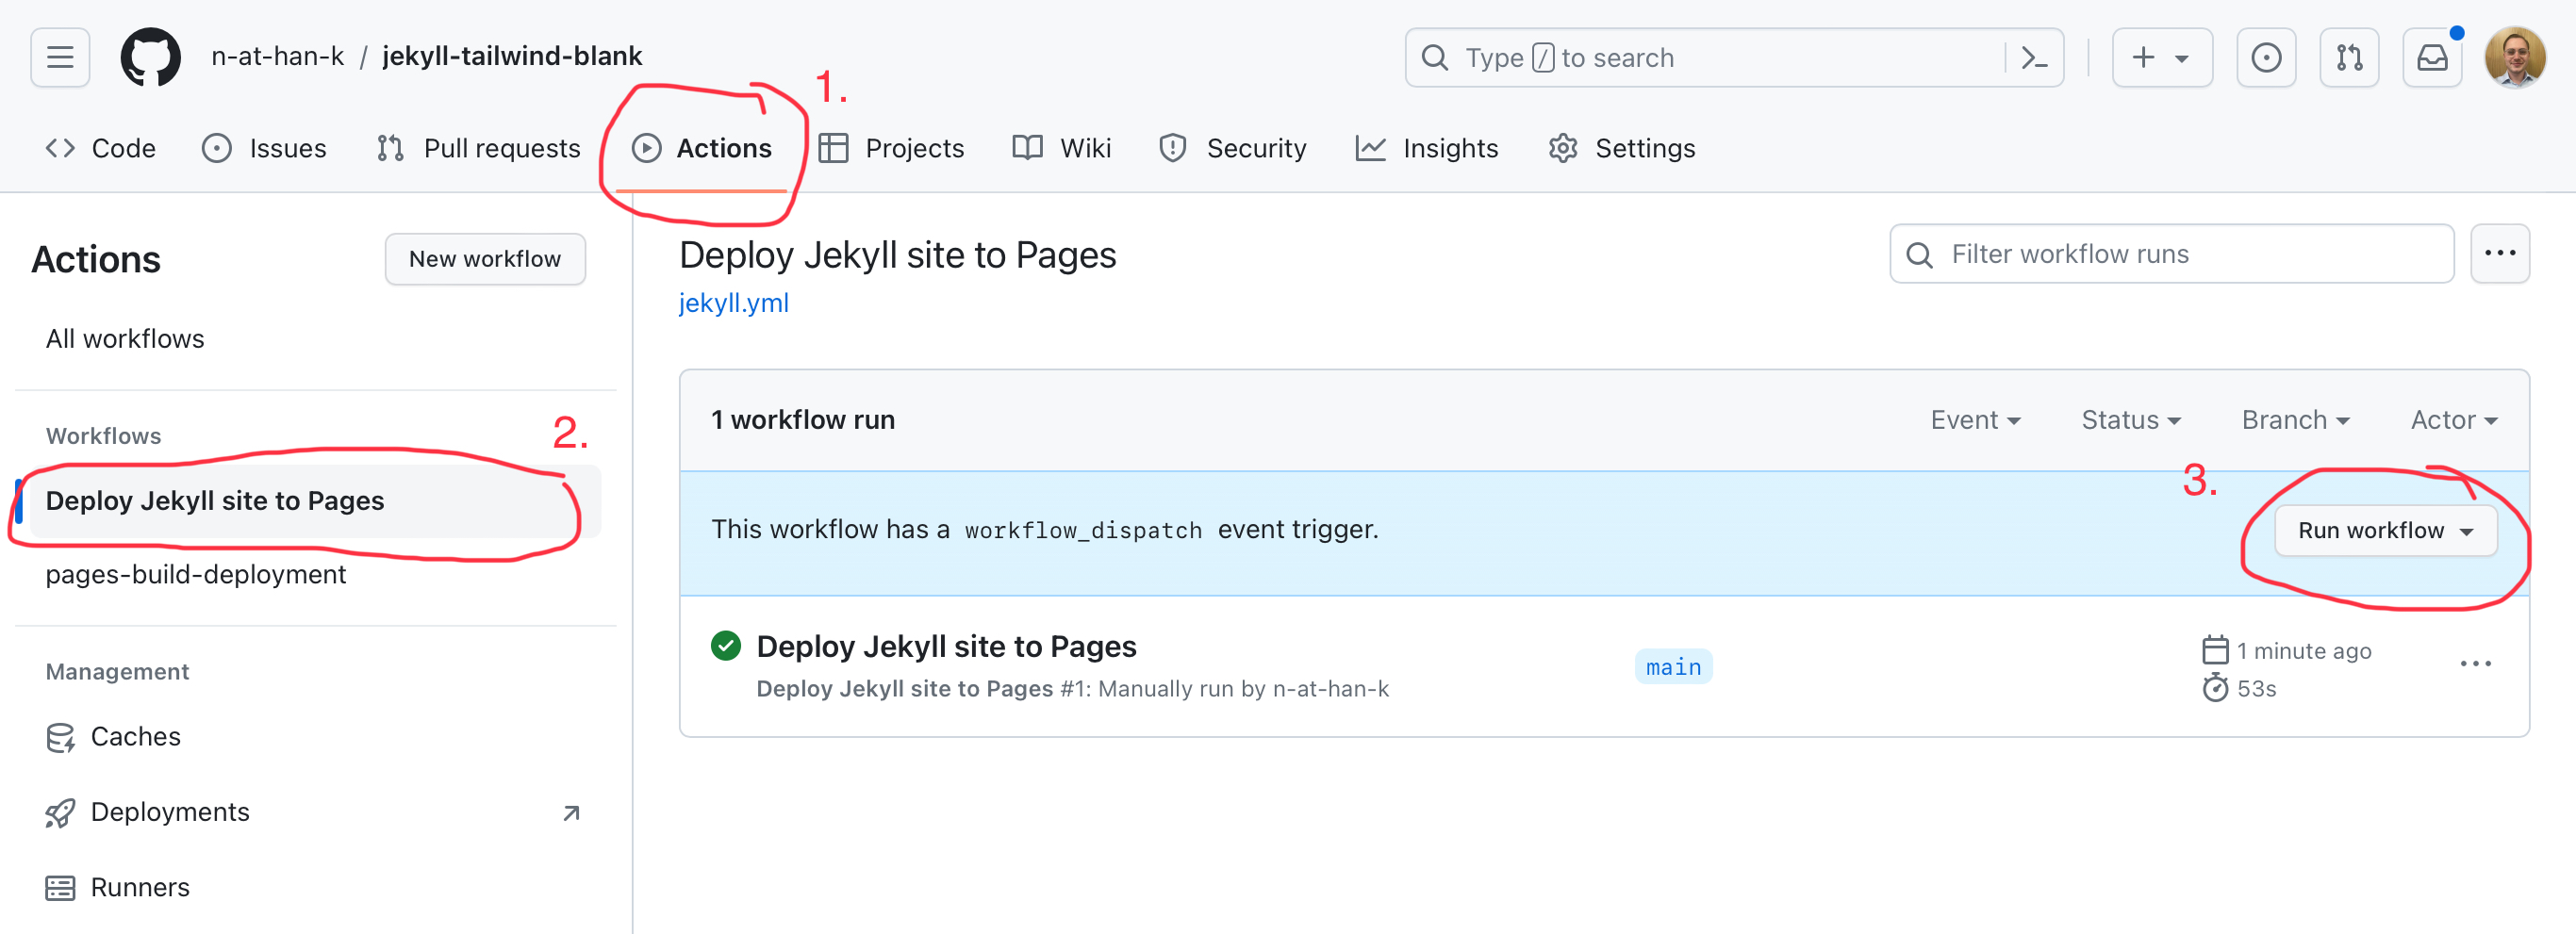 n-at-han-k / jekyll-tailwind-blank
Type / to search
1.
Code Issues Pull requests Actions Projects Wiki Security Insights Settings
Actions
New workflow
All workflows
Workflows
2.
Deploy Jekyll site to Pages
pages-build-deployment
Management
Caches
Deployments
Runners
Deploy Jekyll site to Pages
jekyll.yml
Filter workflow runs
1 workflow run
Event Status Branch Actor
3.
This workflow has a workflow_dispatch event trigger.
Run workflow
Deploy Jekyll site to Pages
Deploy Jekyll site to Pages #1: Manually run by n-at-han-k
main
1 minute ago
53s